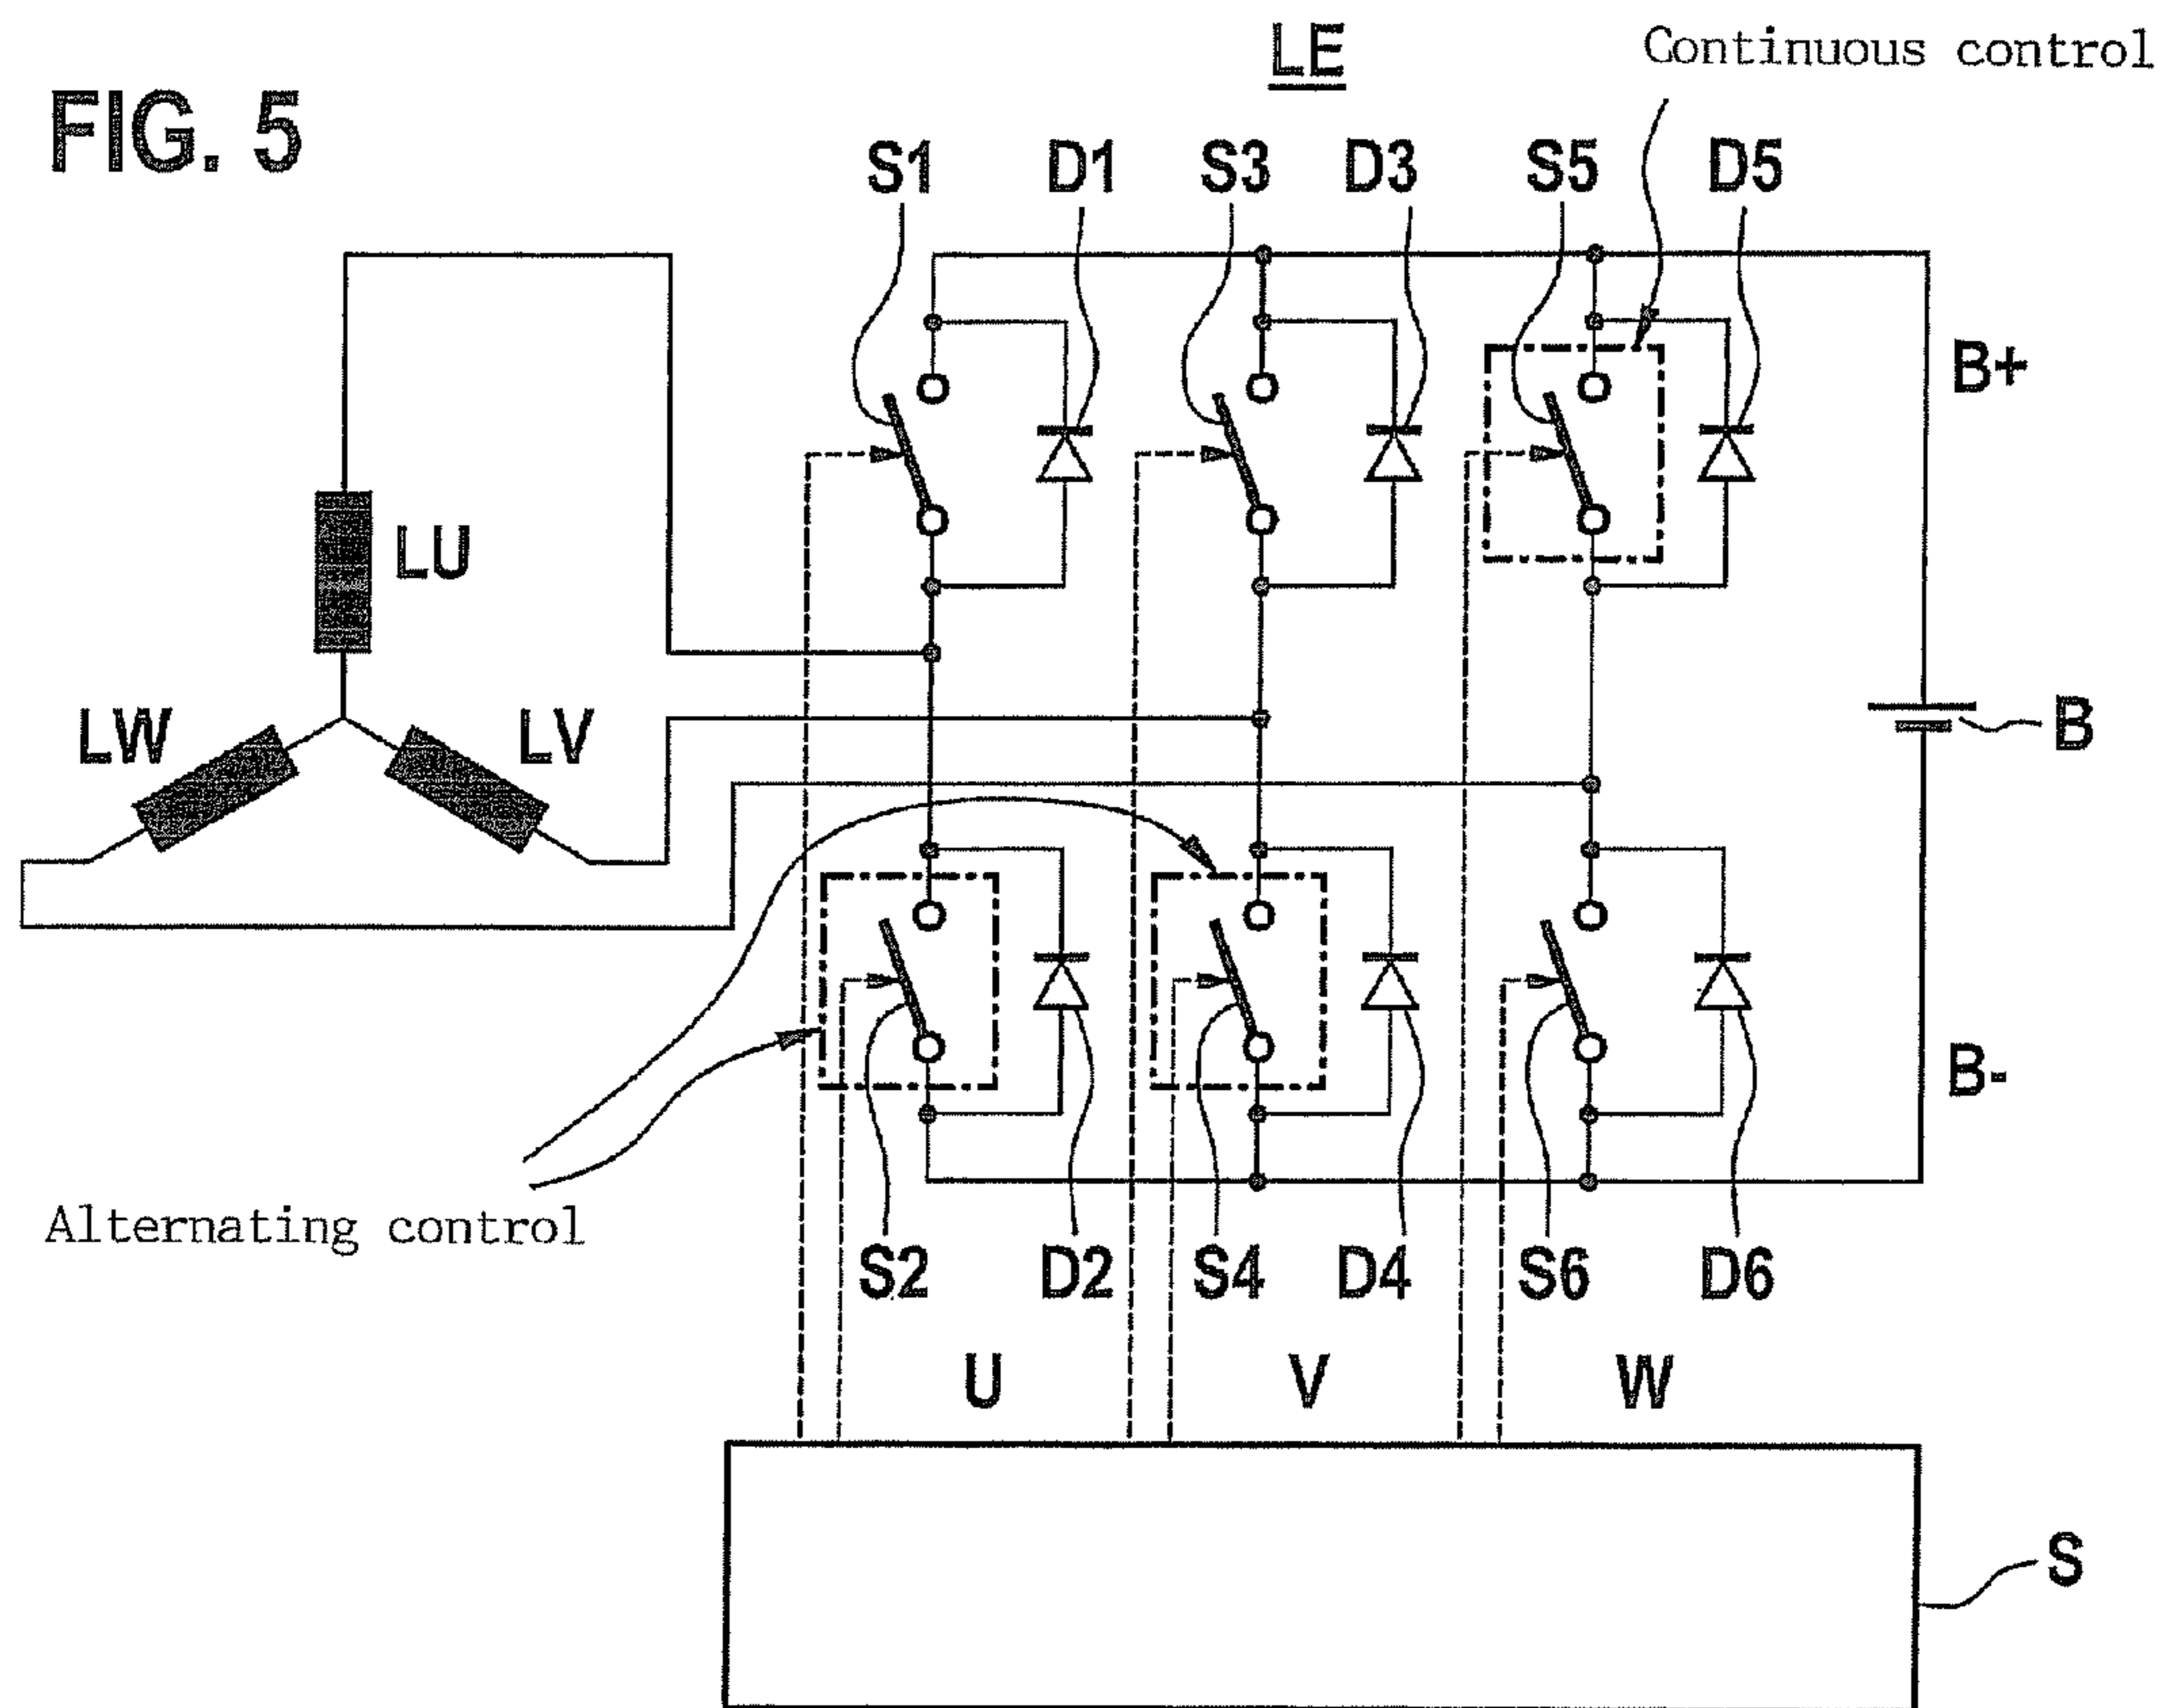 LE
Continuous control
FIG. 5
S1 D1 S3 D3 S5 D5
B+
LU
LW LV
B
B-
Alternating control
S2 D2 S4 D4 S6 D6
U V W
S